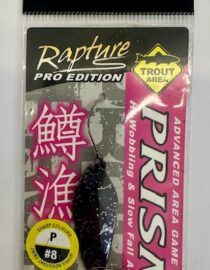 Rapture
PRO EDITION
TROUT
AREA
ADVANCED AREA GAME
PRISM
Wobbling & Slow Fall A
鱒
漁
P
#8